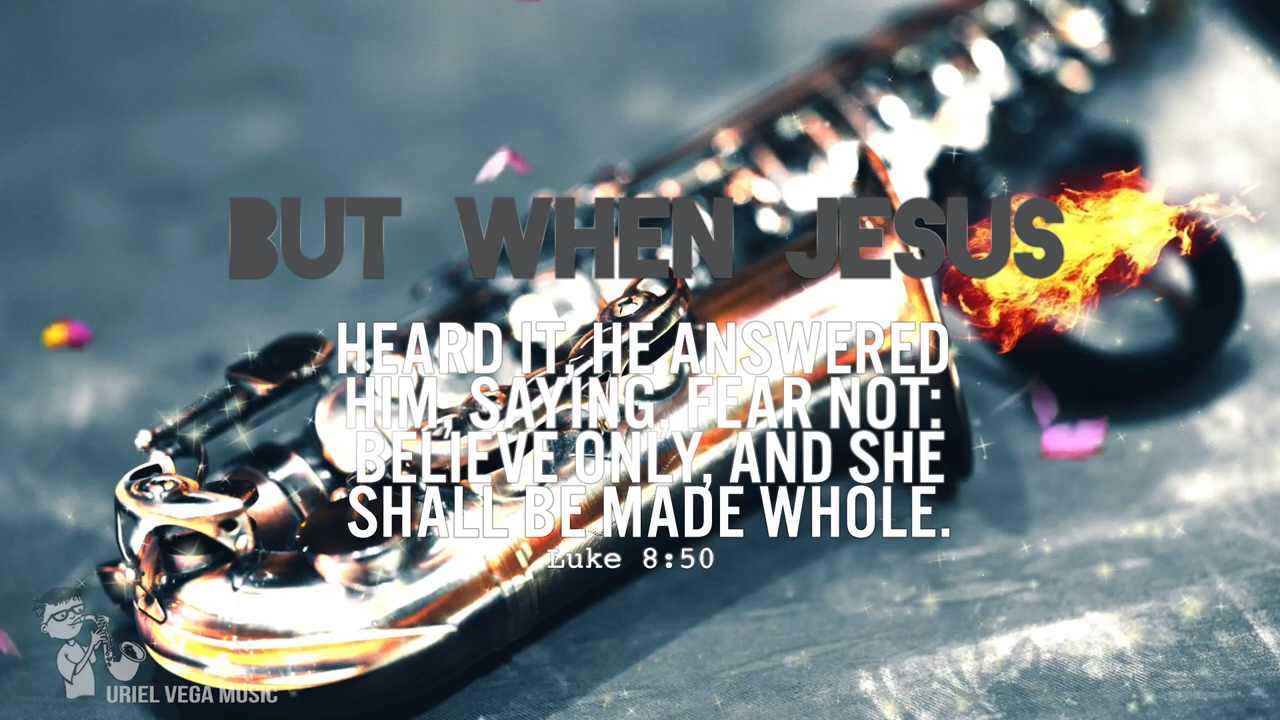 BUT WHEN JESUS
HEARD IT, HE ANSWERED
HIM, SAYING, FEAR NOT:
BELIEVE ONLY, AND SHE
SHALL BE MADE WHOLE.
Luke 8:50
URIEL VEGA MUSIC